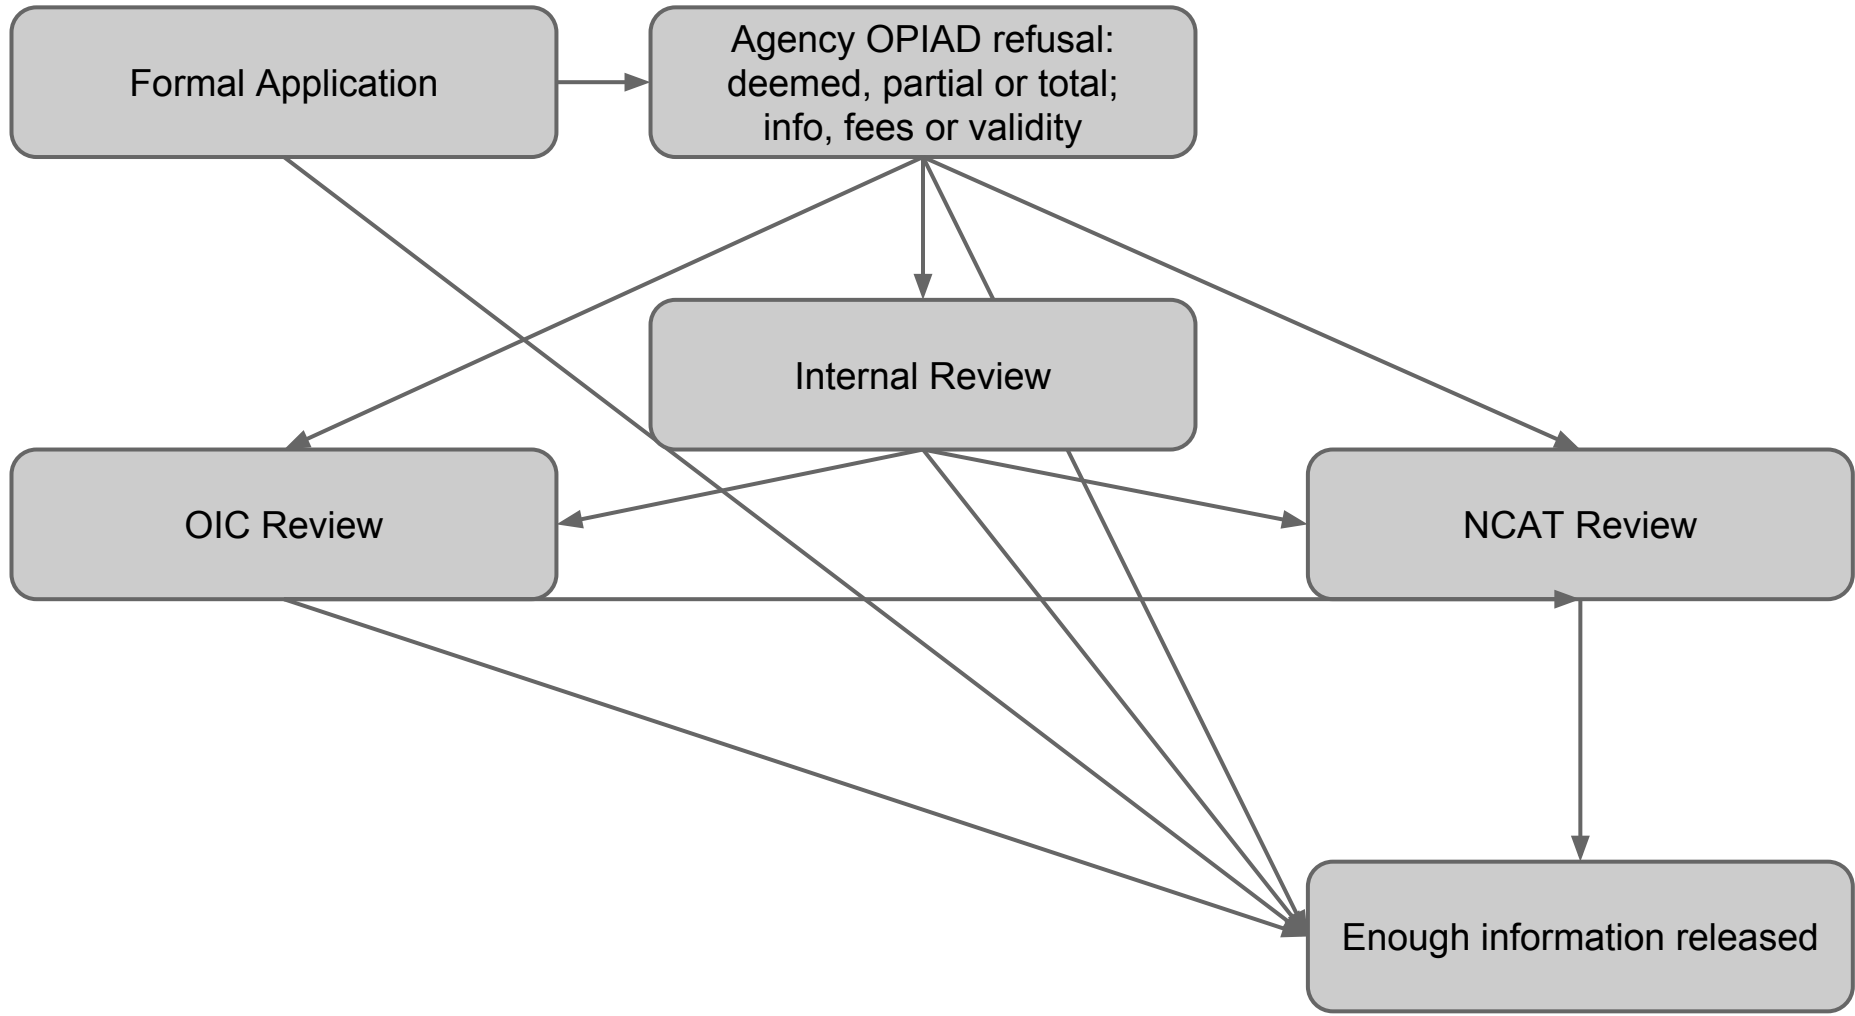 Formal Application
Agency OPIAD refusal:
deemed, partial or total;
info, fees or validity
Internal Review
OIC Review
NCAT Review
Enough information released